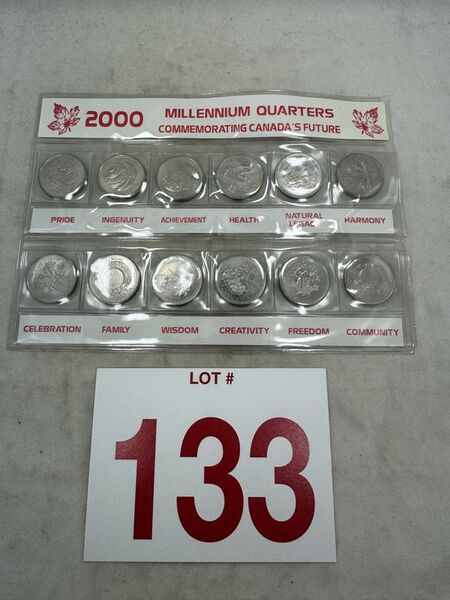 2000 MILLENNIUM QUARTERS
COMMEMORATING CANADA'S FUTURE
PRIDE INGENUITY ACHIEVEMENT HEALTH NATURAL LEGACY HARMONY
CELEBRATION FAMILY WISDOM CREATIVITY FREEDOM COMMUNITY
LOT #
133